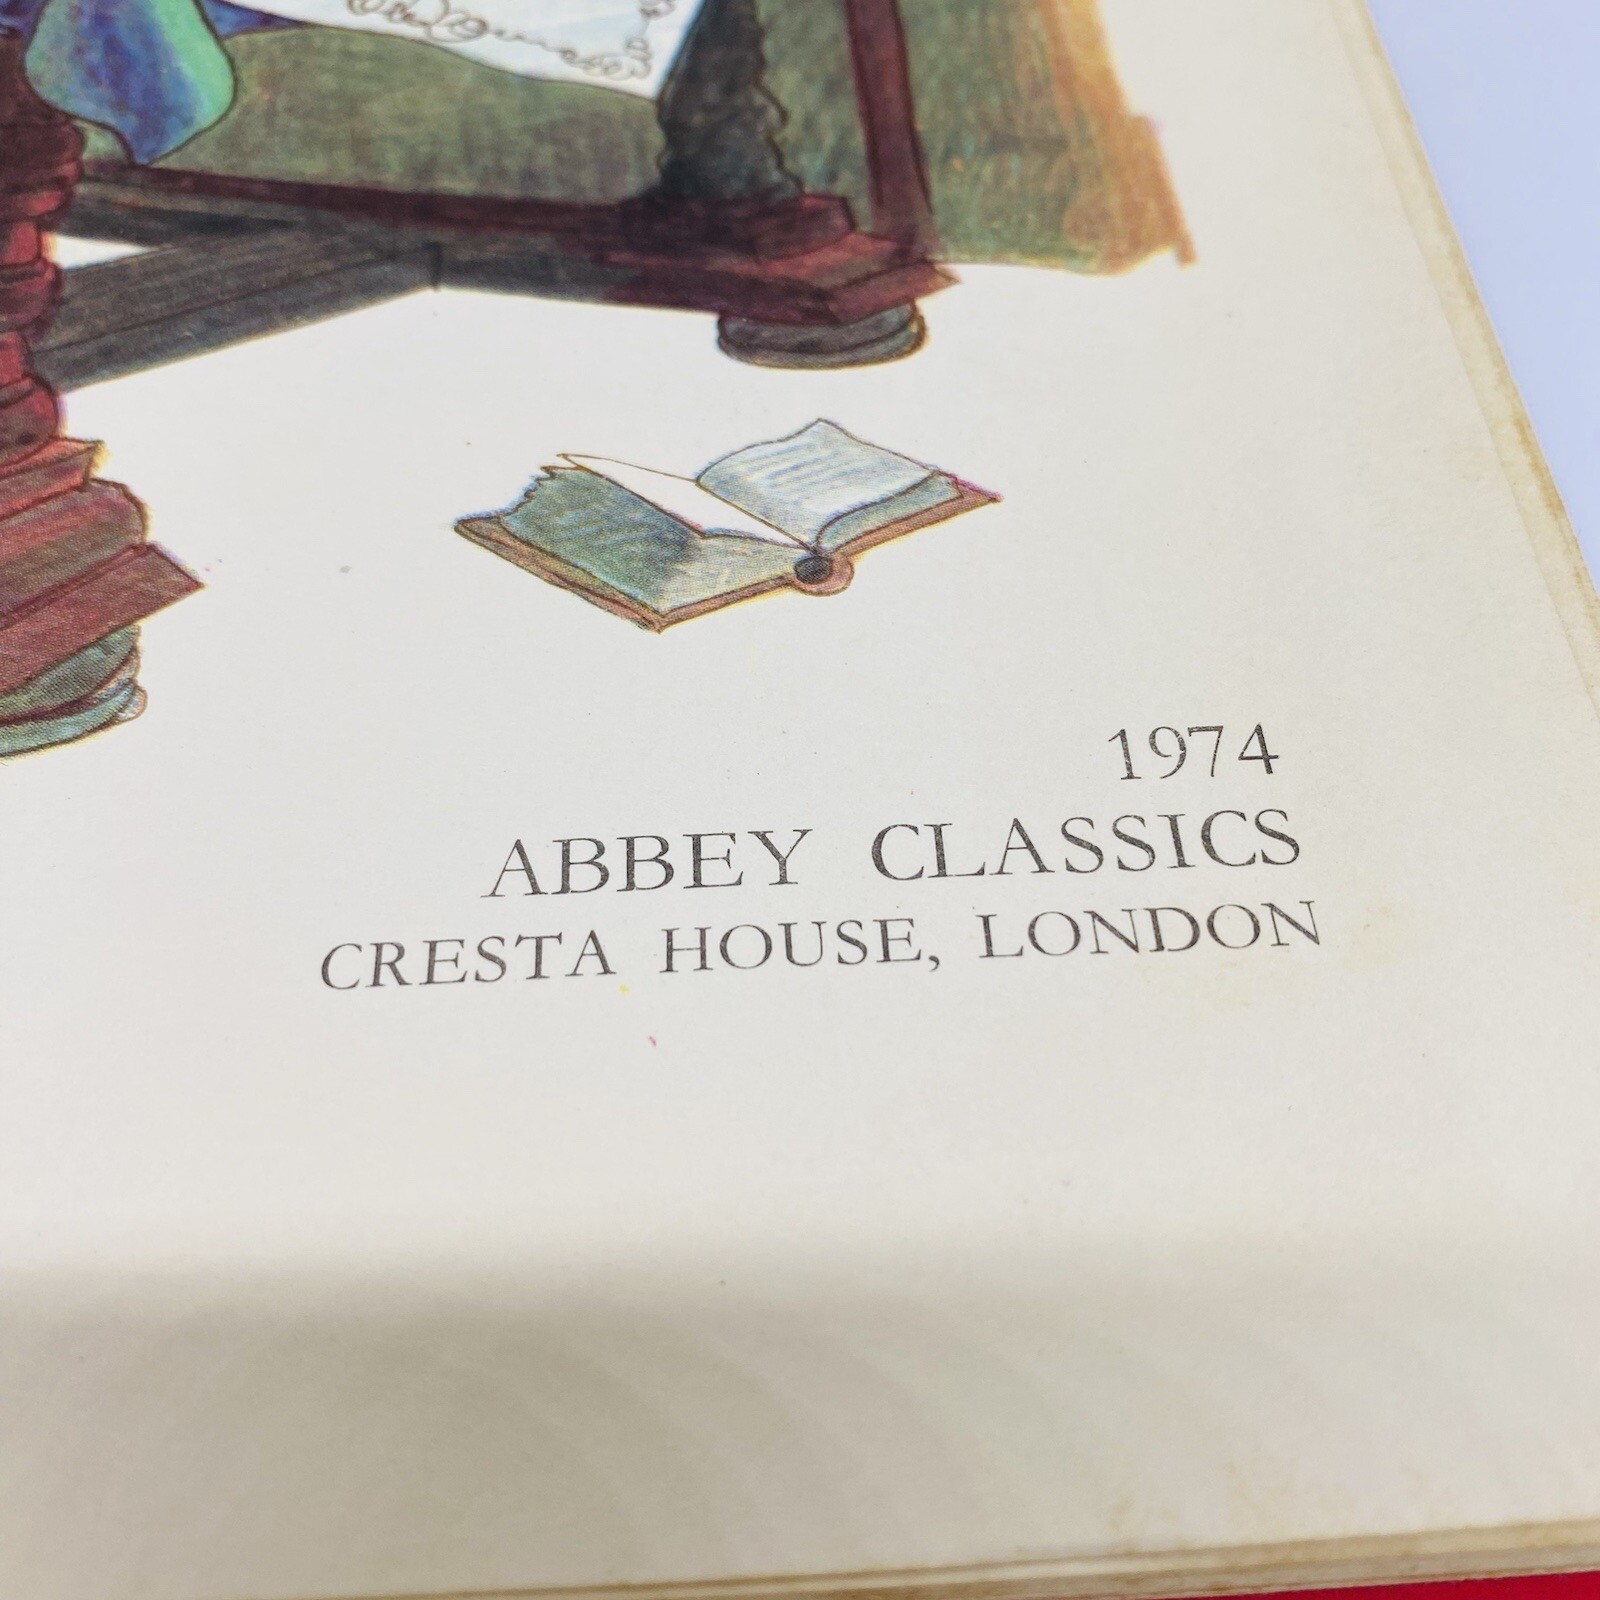 1974
ABBEY CLASSICS
CRESTA HOUSE, LONDON